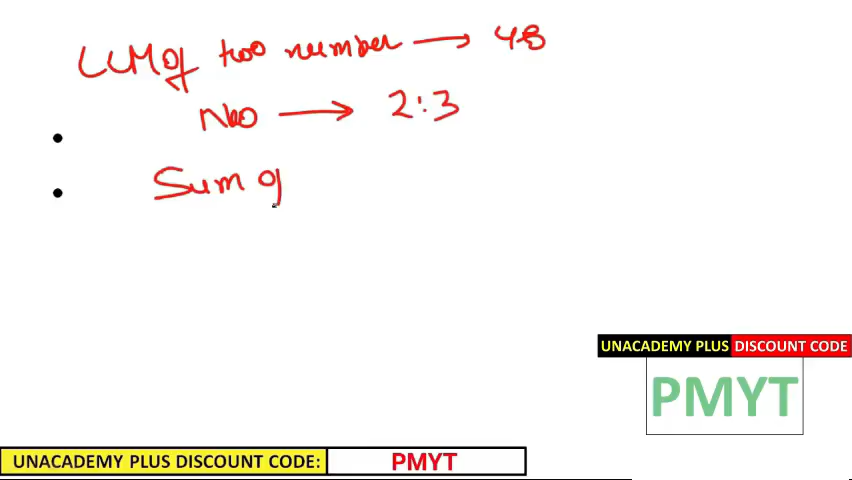 LCM of two number → 48
No → 2:3
Sum of
UNACADEMY PLUS DISCOUNT CODE
PMYT
UNACADEMY PLUS DISCOUNT CODE: PMYT